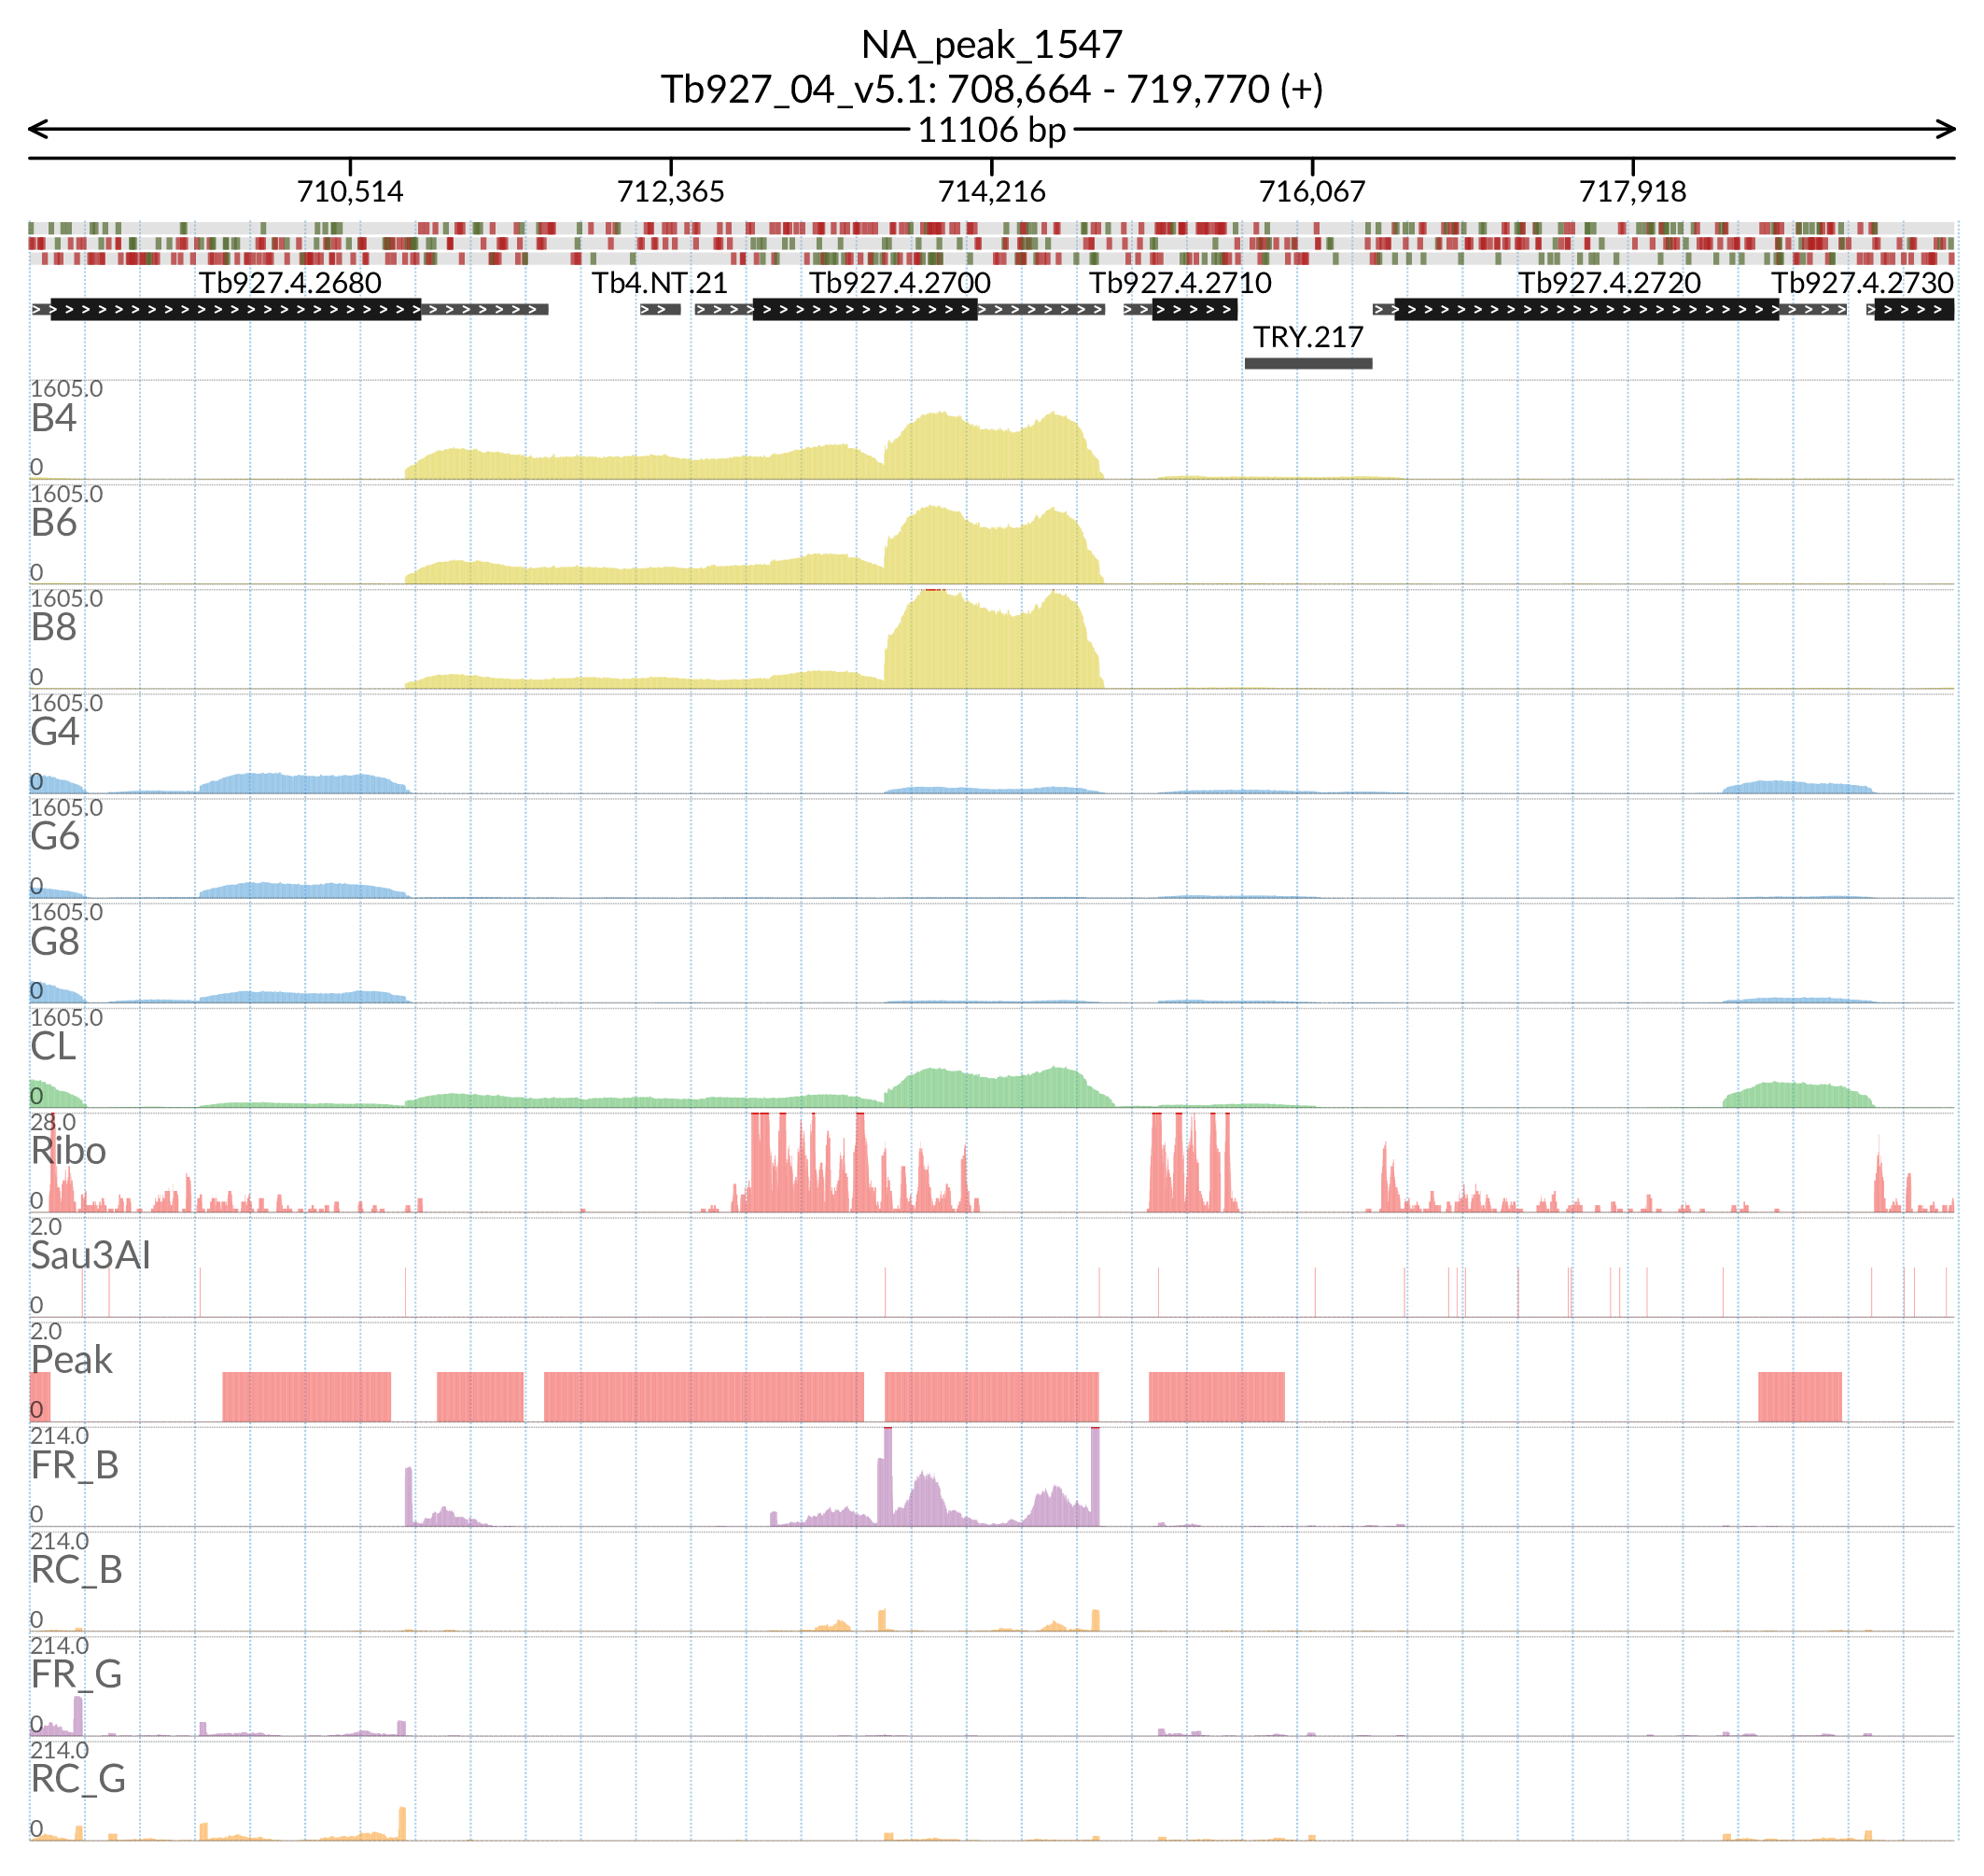 NA_peak_1547
Tb927_04_v5.1: 708,664 - 719,770 (+)
11106 bp
710,514 712,365 714,216 716,067 717,918
Tb927.4.2680 Tb4.NT.21 Tb927.4.2700 Tb927.4.2710 Tb927.4.2720 Tb927.4.2730
TRY.217
1605.0
B4
0
1605.0
B6
0
1605.0
B8
0
1605.0
G4
0
1605.0
G6
0
1605.0
G8
0
1605.0
CL
0
28.0
Ribo
0
2.0
Sau3AI
0
2.0
Peak
0
214.0
FR_B
0
214.0
RC_B
0
214.0
FR_G
0
214.0
RC_G
0